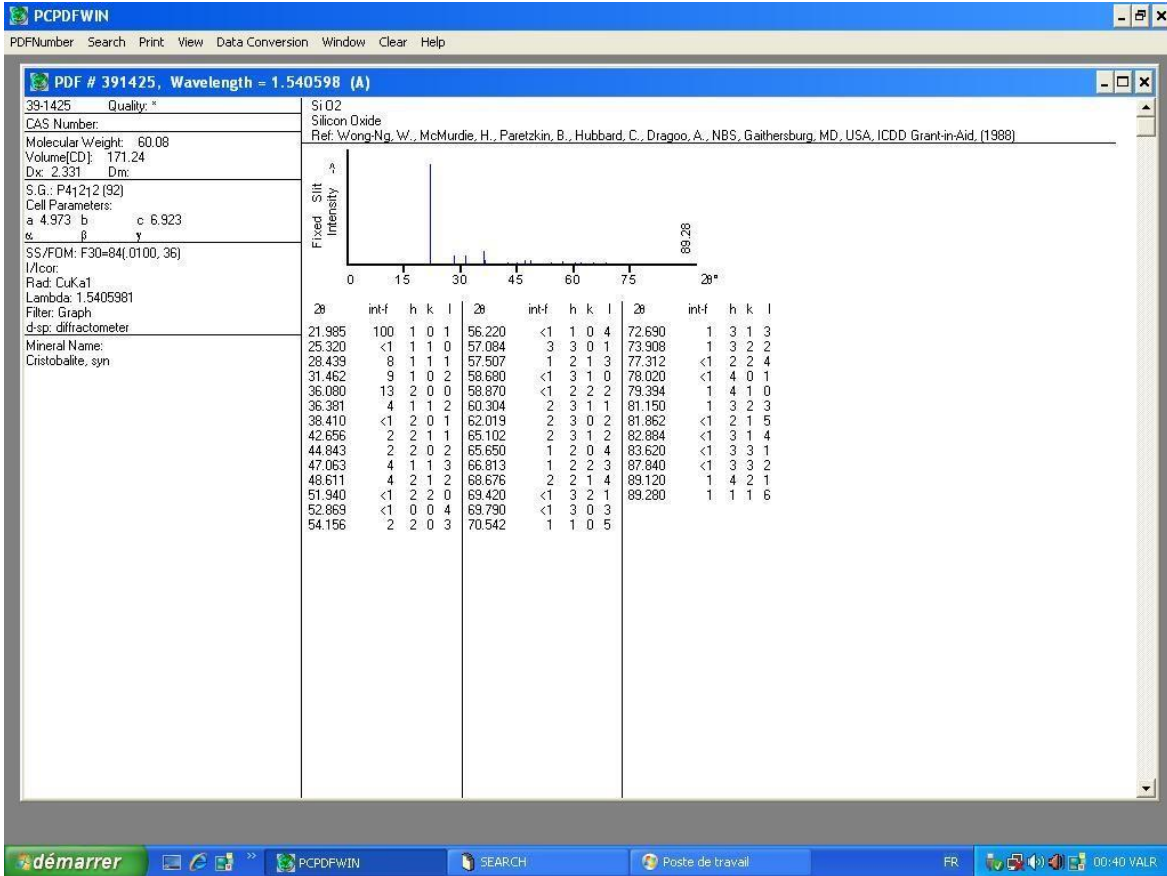 PCPDFWIN
PDFNumber Search Print View Data Conversion Window Clear Help
PDF # 391425, Wavelength = 1.540598 (A)
39-1425 Quality: *
CAS Number:
Molecular Weight: 60.08
Volume[CD]: 171.24
Dx: 2.331 Dm:
S.G.: P41212 (92)
Cell Parameters:
a 4.973 b c 6.923
α β γ
SS/FOM: F30=84(.0100, 36)
I/Icor:
Rad: CuKa1
Lambda: 1.5405981
Filter: Graph
d-sp: diffractometer
Mineral Name:
Cristobalite, syn
Si O2
Silicon Oxide
Ref: Wong-Ng, W., McMurdie, H., Paretzkin, B., Hubbard, C., Dragoo, A., NBS, Gaithersburg, MD, USA, ICDD Grant-in-Aid, (1988)
Fixed Slit
Intensity ->
89.28
0 15 30 45 60 75 2θ°
2θ int-f h k l
21.985 100 1 0 1
25.320 <1 1 1 0
28.439 8 1 1 1
31.462 9 1 0 2
36.080 13 2 0 0
36.381 4 1 1 2
38.410 <1 2 0 1
42.656 2 2 1 1
44.843 2 2 0 2
47.063 4 1 1 3
48.611 4 2 1 2
51.940 <1 2 2 0
52.869 <1 0 0 4
54.156 2 2 0 3
2θ int-f h k l
56.220 <1 1 0 4
57.084 3 3 0 1
57.507 1 2 1 3
58.680 <1 3 1 0
58.870 <1 2 2 2
60.304 2 3 1 1
62.019 2 3 0 2
65.102 2 3 1 2
65.650 1 2 0 4
66.813 1 2 2 3
68.676 2 2 1 4
69.420 <1 3 2 1
69.790 <1 3 0 3
70.542 1 1 0 5
2θ int-f h k l
72.690 1 3 1 3
73.908 1 3 2 2
77.312 <1 2 2 4
78.020 <1 4 0 1
79.394 1 4 1 0
81.150 1 3 2 3
81.862 <1 2 1 5
82.884 <1 3 1 4
83.620 <1 3 3 1
87.840 <1 3 3 2
89.120 1 4 2 1
89.280 1 1 1 6
démarrer PCPDFWIN SEARCH Poste de travail FR 00:40 VALR